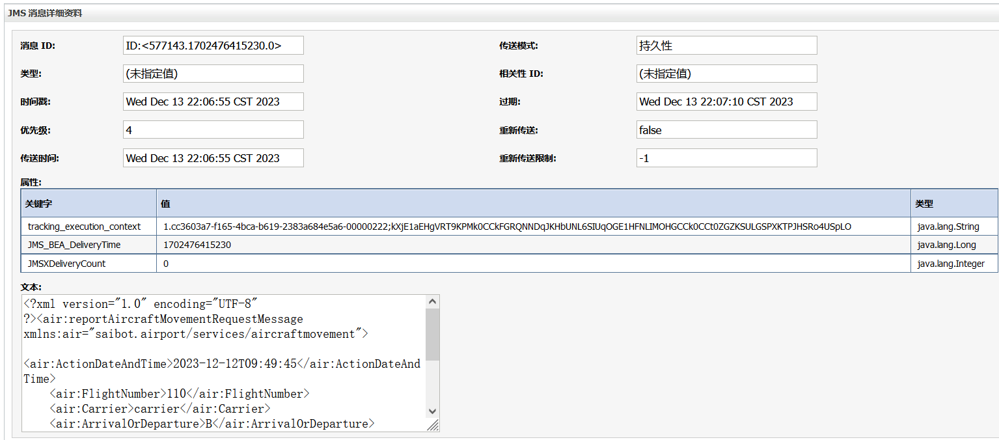 JMS 消息详细资料
消息 ID: ID:<577143.1702476415230.0> 传送模式: 持久性
类型: (未指定值) 相关性 ID: (未指定值)
时间戳: Wed Dec 13 22:06:55 CST 2023 过期: Wed Dec 13 22:07:10 CST 2023
优先级: 4 重新传送: false
传送时间: Wed Dec 13 22:06:55 CST 2023 重新传送限制: -1
属性:
关键字 值 类型
tracking_execution_context 1.cc3603a7-f165-4bca-b619-2383a684e5a6-00000222;kXjE1aEHgVRT9KPMk0CCkFGRQNNDqJKHbUNL6SIUqOGE1HFNLIMOHGCCk0CCt0ZGZKSULGSPXKTPJHSRo4USpLO java.lang.String
JMS_BEA_DeliveryTime 1702476415230 java.lang.Long
JMSXDeliveryCount 0 java.lang.Integer
文本:
<?xml version="1.0" encoding="UTF-8"
?><air:reportAircraftMovementRequestMessage
xmlns:air="saibot.airport/services/aircraftmovement">
<air:ActionDateAndTime>2023-12-12T09:49:45</air:ActionDateAnd
Time>
<air:FlightNumber>110</air:FlightNumber>
<air:Carrier>carrier</air:Carrier>
<air:ArrivalOrDeparture>B</air:ArrivalOrDeparture>